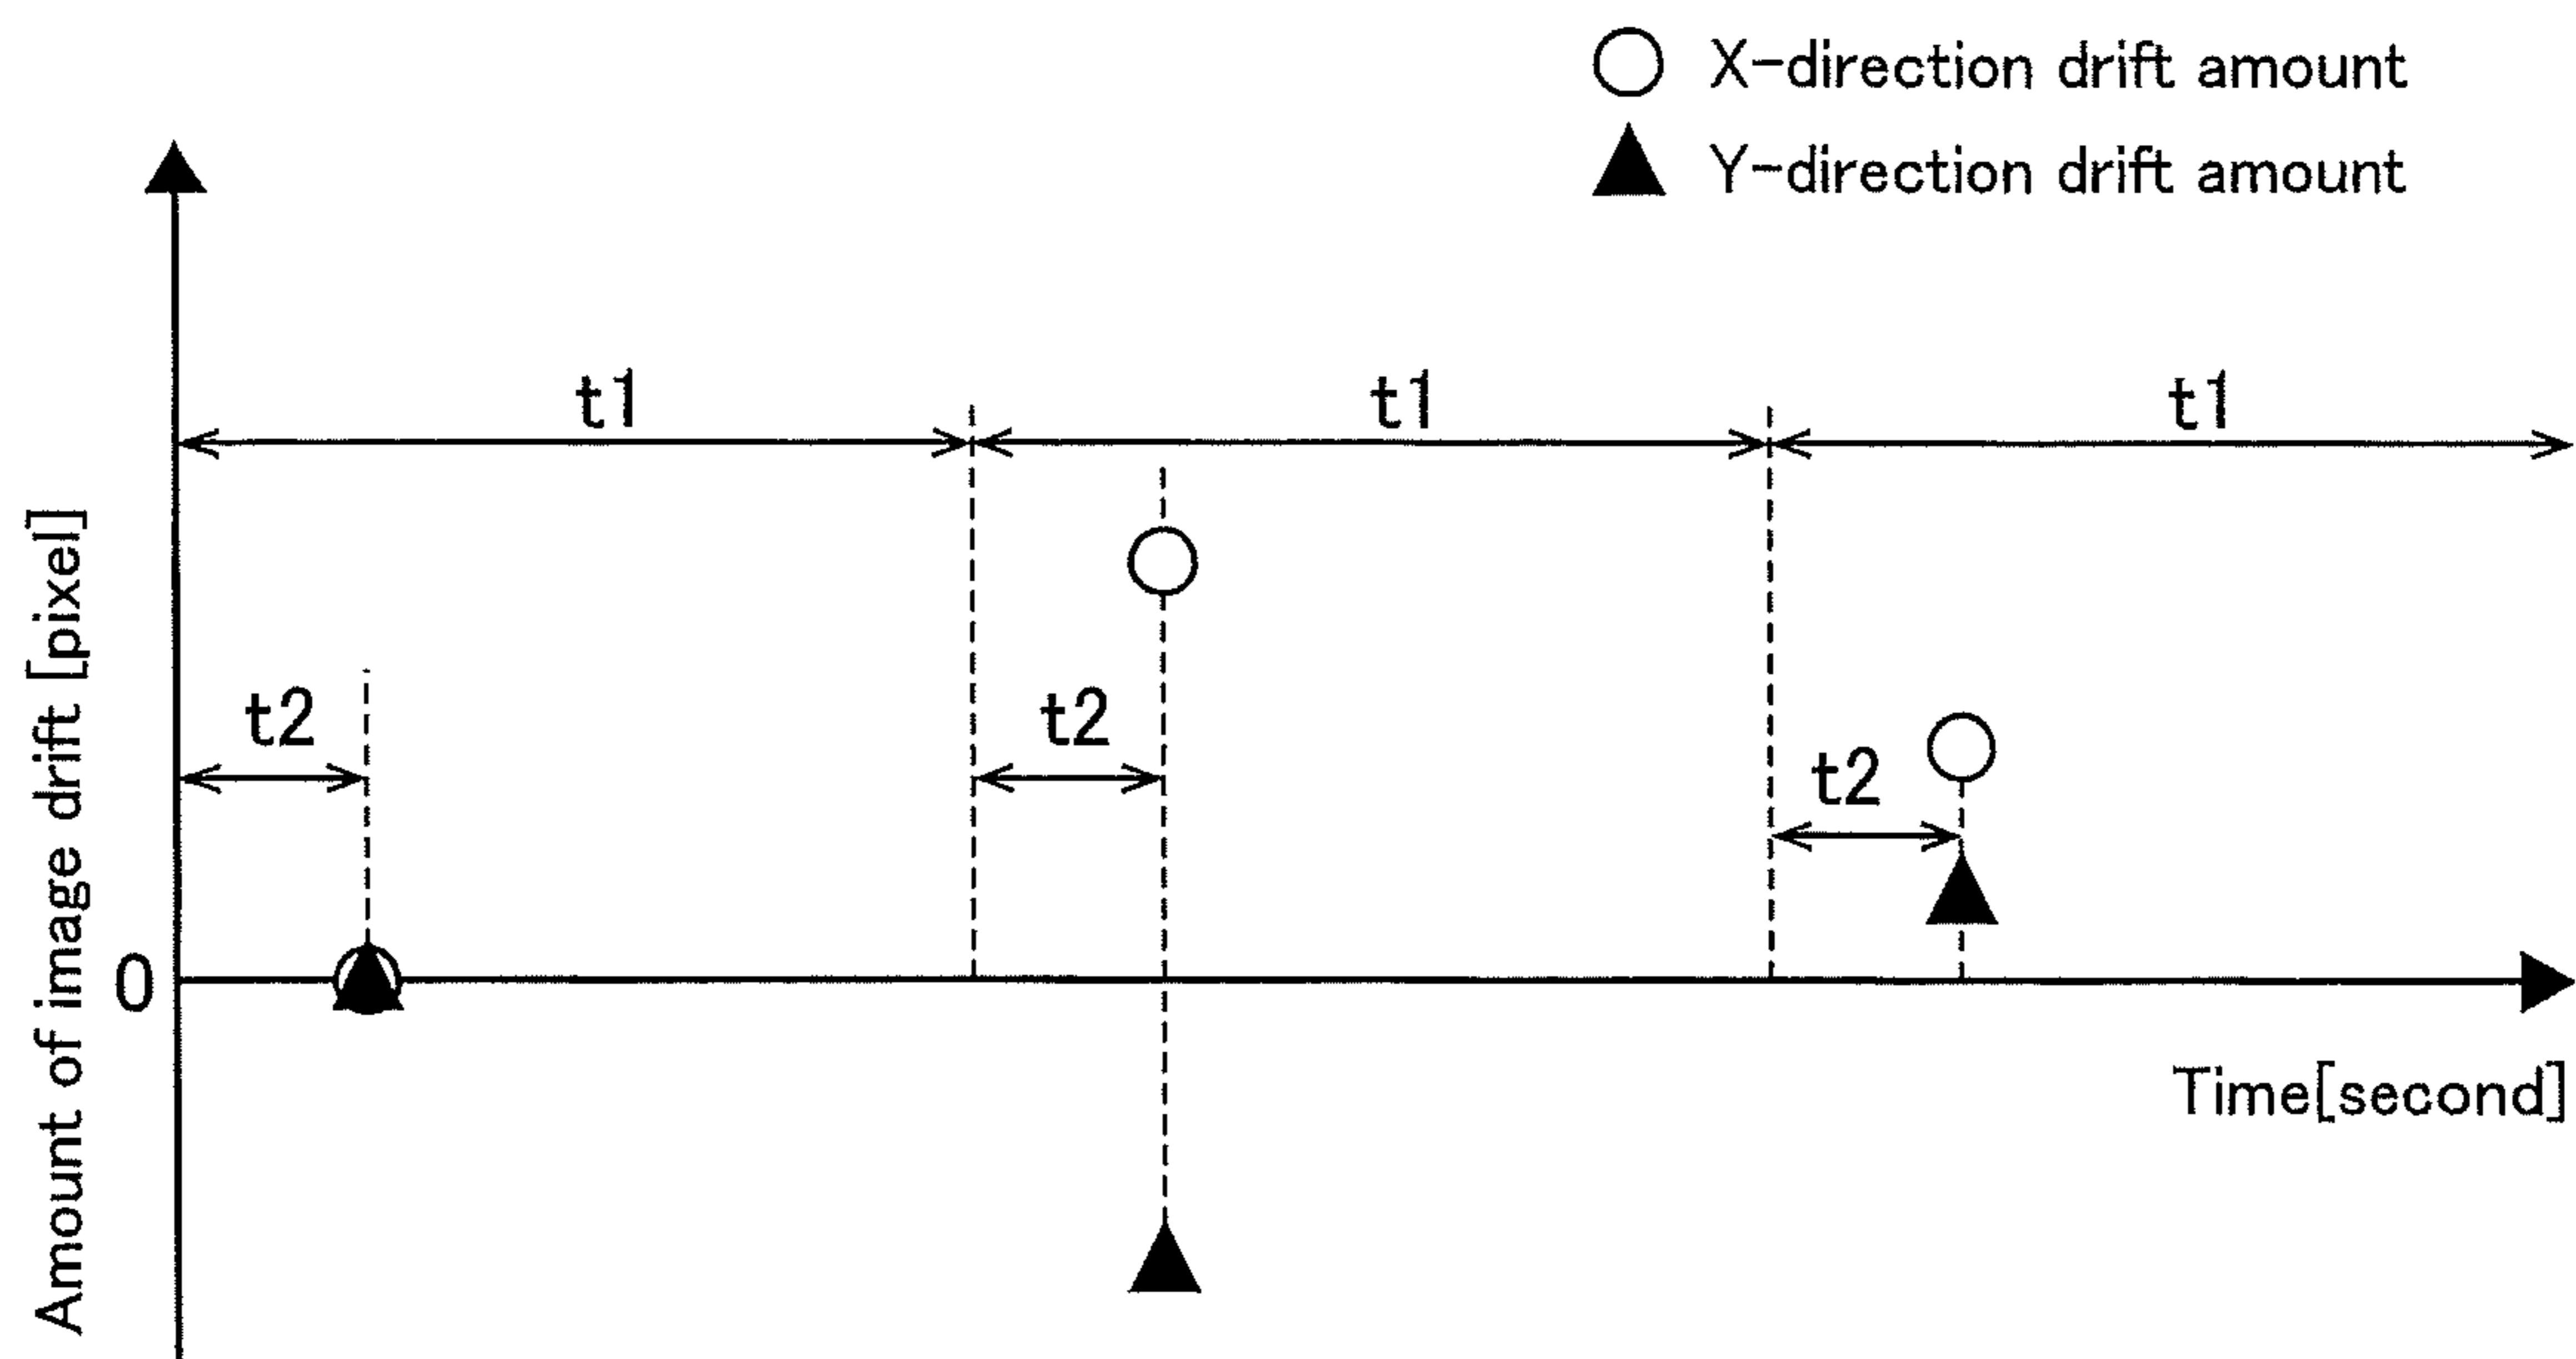 X-direction drift amount
Y-direction drift amount
t1
t1
t1
t2
t2
t2
Amount of image drift [pixel]
0
Time[second]